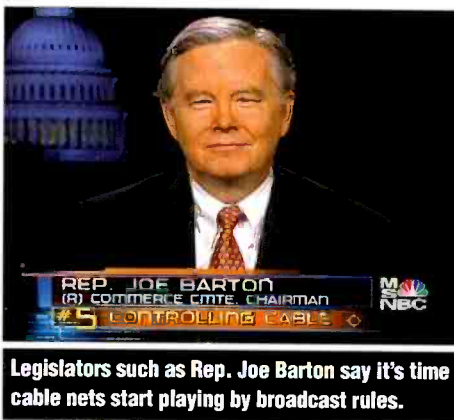 REP. JOE BARTON
(R) COMMERCE CMTE. CHAIRMAN
MSNBC
#5 CONTROLLING CABLE
Legislators such as Rep. Joe Barton say it's time
cable nets start playing by broadcast rules.